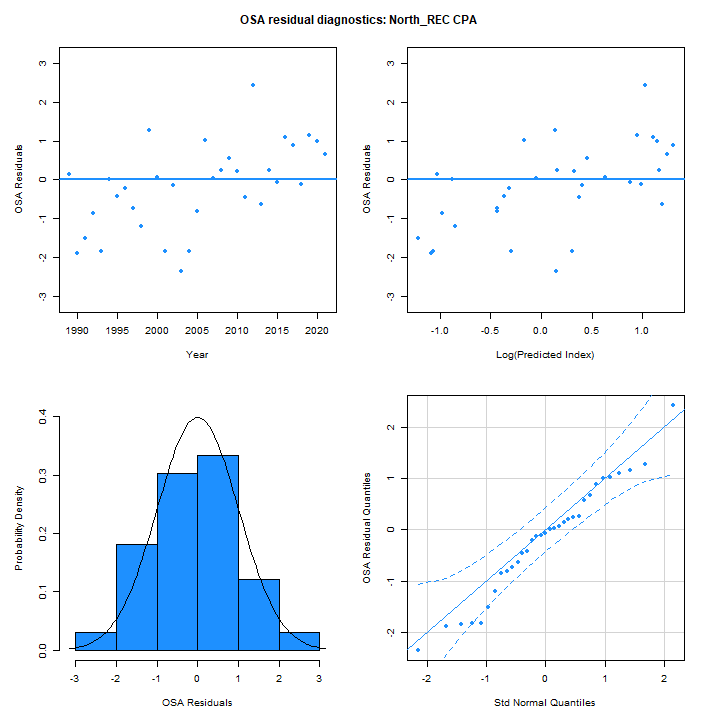 OSA residual diagnostics: North_REC CPA
OSA Residuals
3
2
1
0
-1
-2
-3
1990 1995 2000 2005 2010 2015 2020
Year
OSA Residuals
3
2
1
0
-1
-2
-3
-1.0 -0.5 0.0 0.5 1.0
Log(Predicted Index)
Probability Density
0.4
0.3
0.2
0.1
0.0
-3 -2 -1 0 1 2 3
OSA Residuals
OSA Residual Quantiles
2
1
0
-1
-2
-2 -1 0 1 2
Std Normal Quantiles